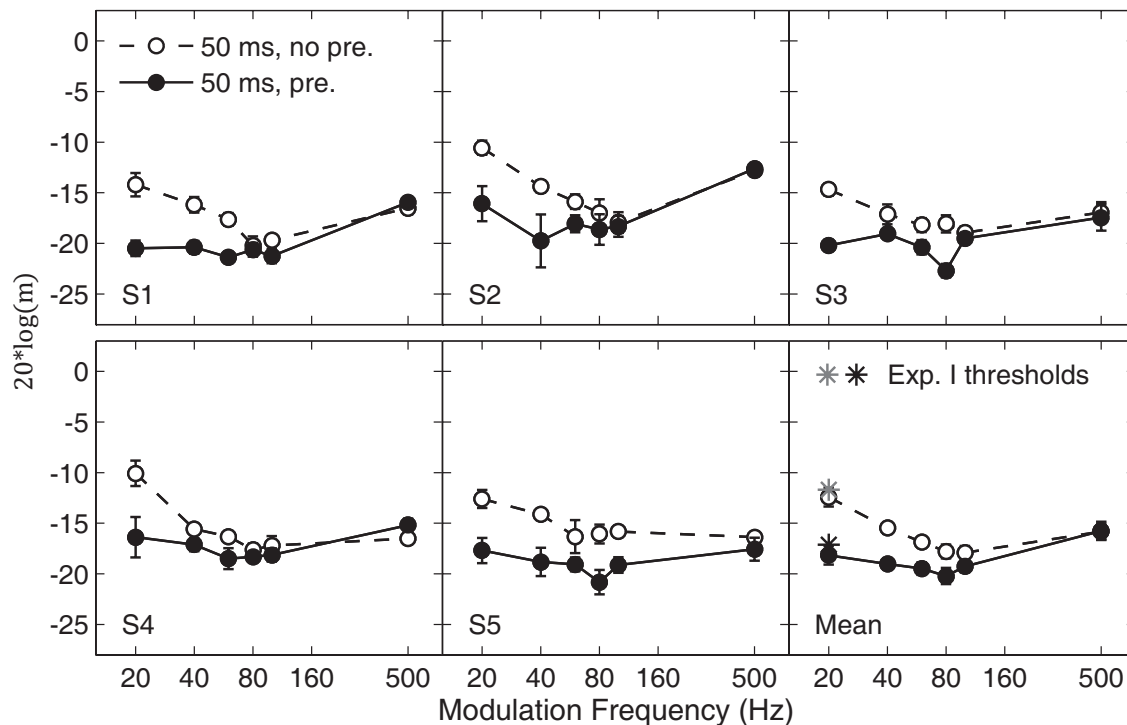 0
-5
-10
-15
-20
-25
50 ms, no pre.
50 ms, pre.
S1
S2
S3
20*log(m)
0
-5
-10
-15
-20
-25
Exp. I thresholds
S4
S5
Mean
20 40 80 160 500 20 40 80 160 500 20 40 80 160 500
Modulation Frequency (Hz)